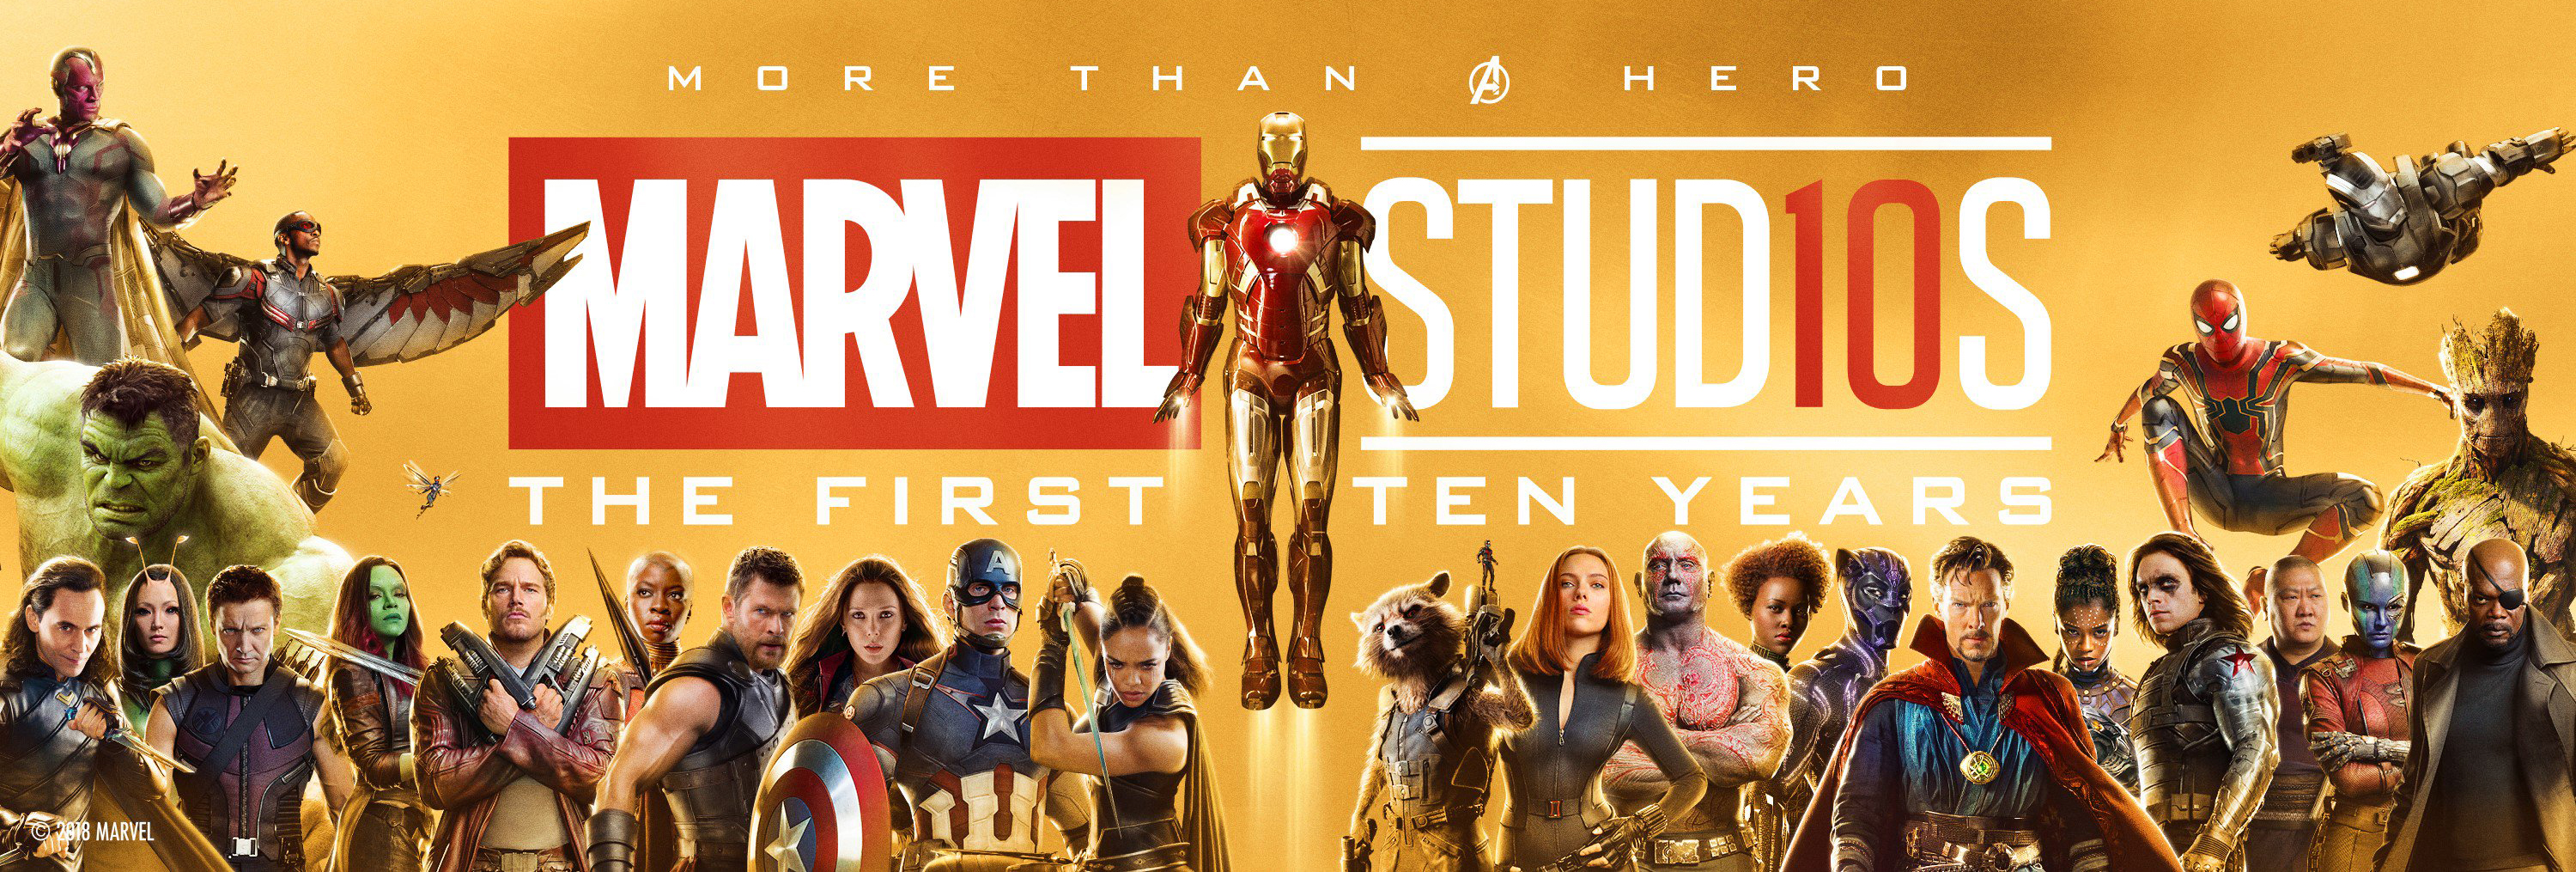 MORE THAN A HERO
MARVEL STUD10S
THE FIRST TEN YEARS
A
© 2018 MARVEL